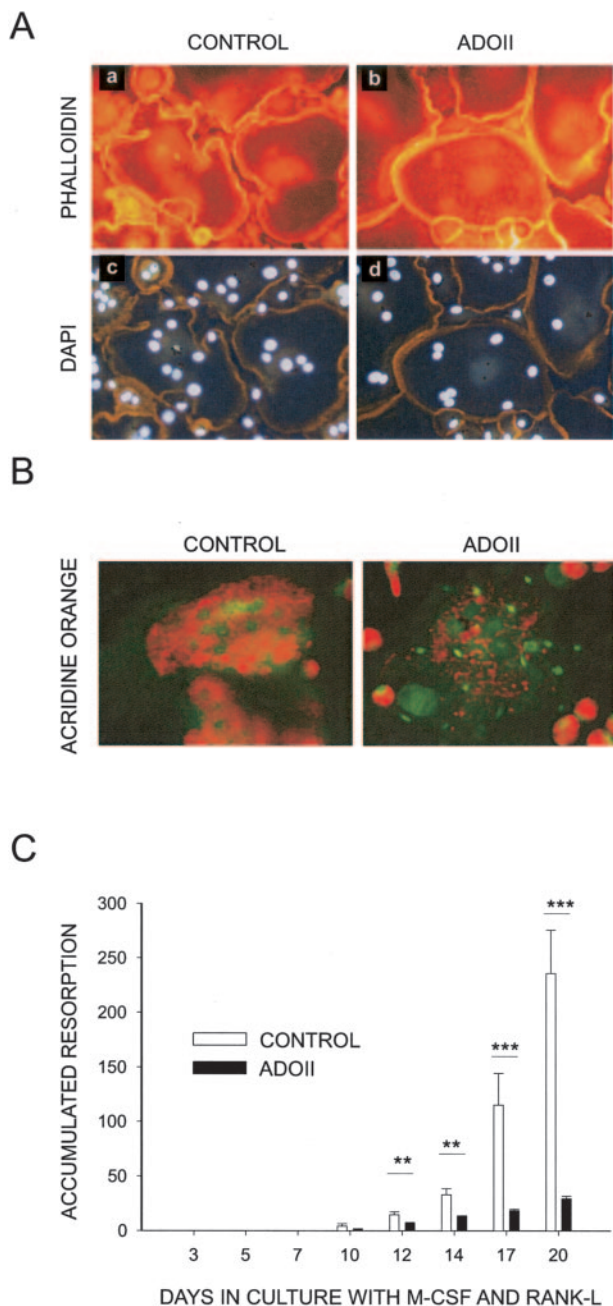 A
CONTROL
ADOII
PHALLOIDIN
a
b
DAPI
c
d
B
CONTROL
ADOII
ACRIDINE ORANGE
C
ACCUMULATED RESORPTION
300
250
200
150
100
50
0
CONTROL
ADOII
**
**
***
***
3 5 7 10 12 14 17 20
DAYS IN CULTURE WITH M-CSF AND RANK-L